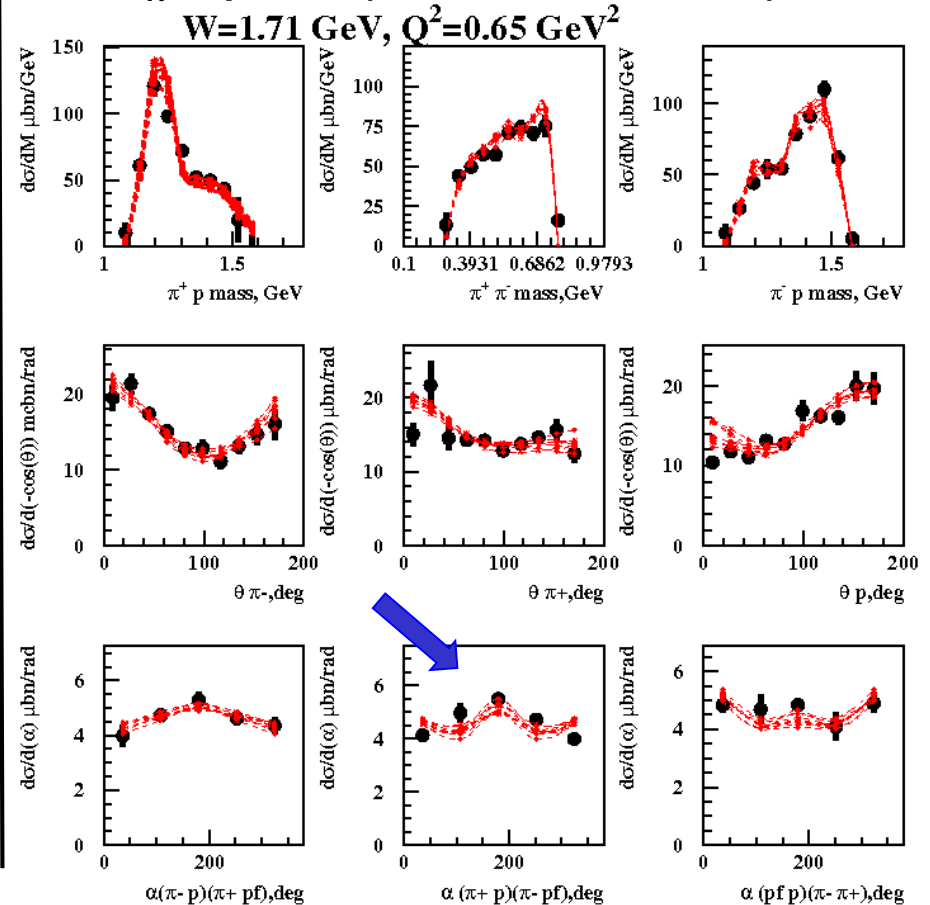 W=1.71 GeV, Q²=0.65 GeV²
dσ/dM μbn/GeV
150
100
50
0
1
1.5
π⁺ p mass, GeV
dσ/dM μbn/GeV
100
75
50
25
0
0.1
0.3931
0.6862
0.9793
π⁺ π⁻ mass,GeV
dσ/dM μbn/GeV
100
50
0
1
1.5
π⁻ p mass, GeV
dσ/d(-cos(θ)) mcbn/rad
20
10
0
0
100
200
θ π-,deg
dσ/d(-cos(θ)) μbn/rad
20
10
0
0
100
200
θ π+,deg
dσ/d(-cos(θ)) μbn/rad
20
10
0
0
100
200
θ p,deg
dσ/d(α) μbn/rad
6
4
2
0
0
200
α(π- p)(π+ pf),deg
dσ/d(α) μbn/rad
6
4
2
0
0
200
α (π+ p)(π- pf),deg
dσ/d(α) μbn/rad
6
4
2
0
0
200
α (pf p)(π- π+),deg